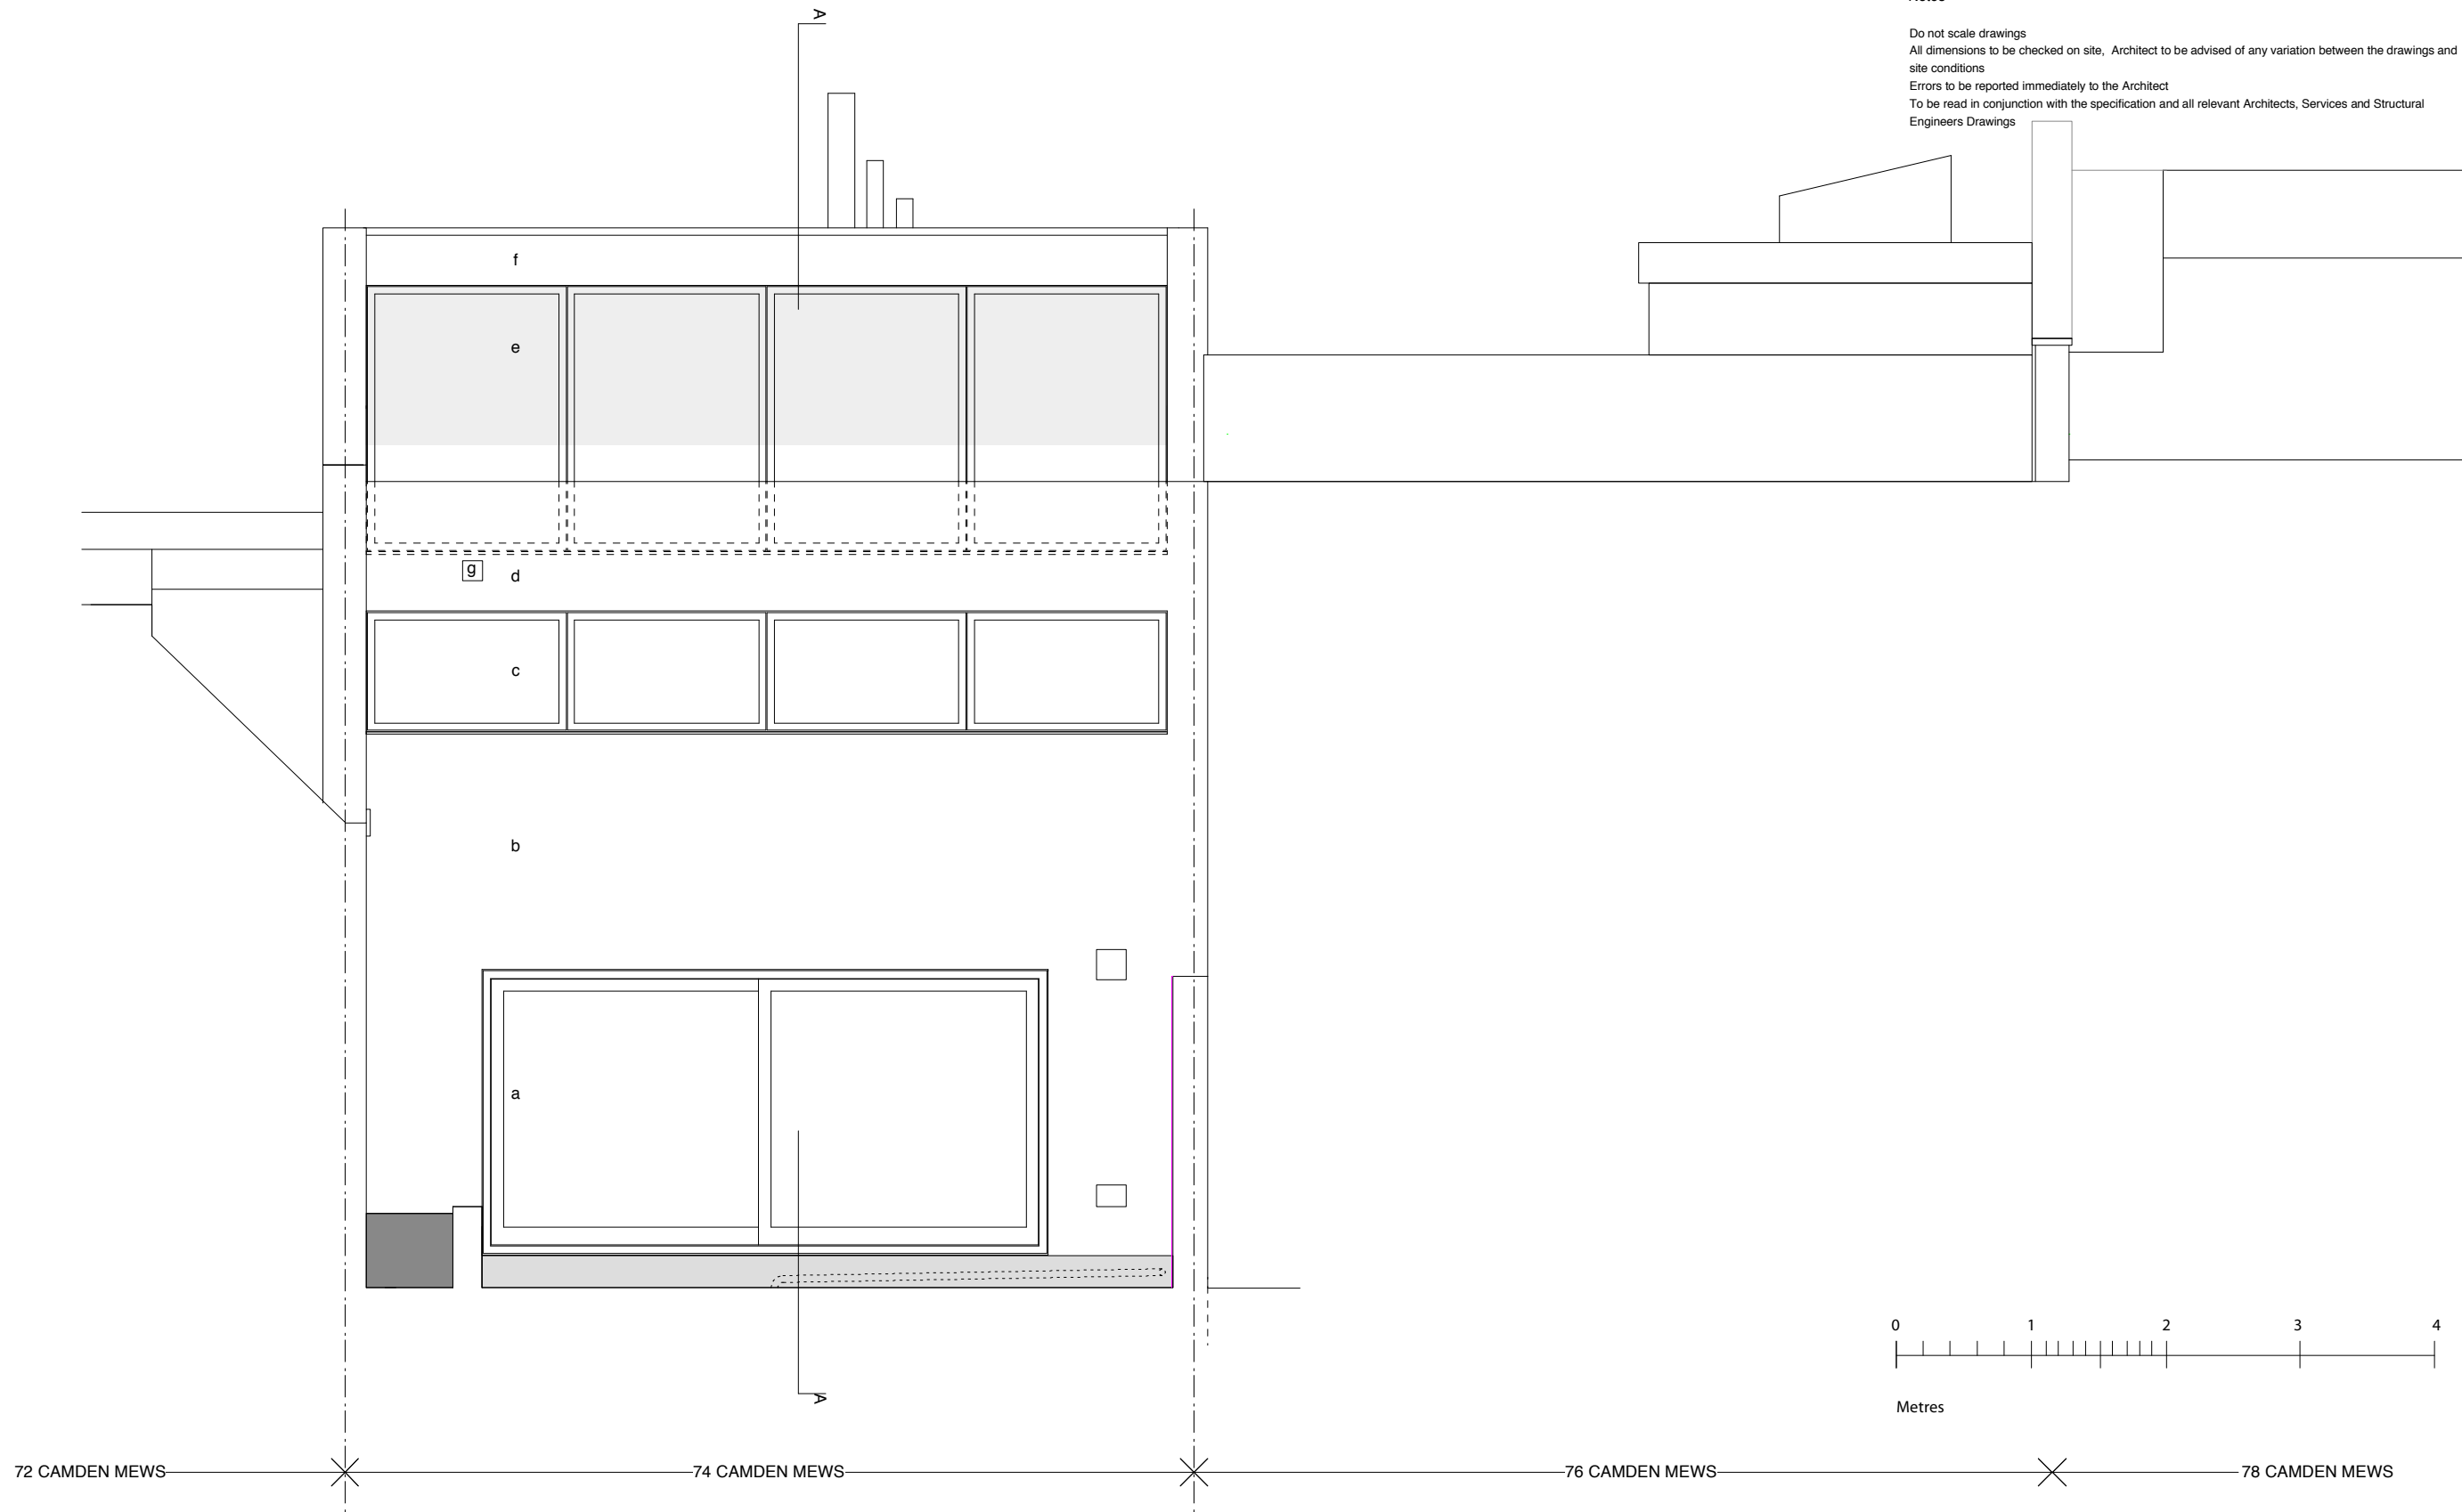 Notes
Do not scale drawings
All dimensions to be checked on site, Architect to be advised of any variation between the drawings and
site conditions
Errors to be reported immediately to the Architect
To be read in conjunction with the specification and all relevant Architects, Services and Structural
Engineers Drawings
A
f
e
g
d
c
b
a
A
0 1 2 3 4
Metres
72 CAMDEN MEWS 74 CAMDEN MEWS 76 CAMDEN MEWS 78 CAMDEN MEWS